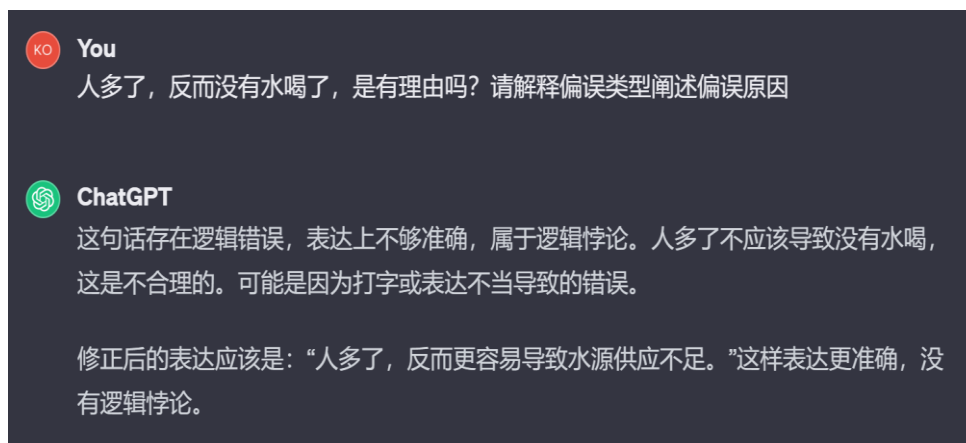 KO
You
人多了，反而没有水喝了，是有理由吗？请解释偏误类型阐述偏误原因
ChatGPT
这句话存在逻辑错误，表达上不够准确，属于逻辑悖论。人多了不应该导致没有水喝，
这是不合理的。可能是因为打字或表达不当导致的错误。
修正后的表达应该是：“人多了，反而更容易导致水源供应不足。”这样表达更准确，没
有逻辑悖论。